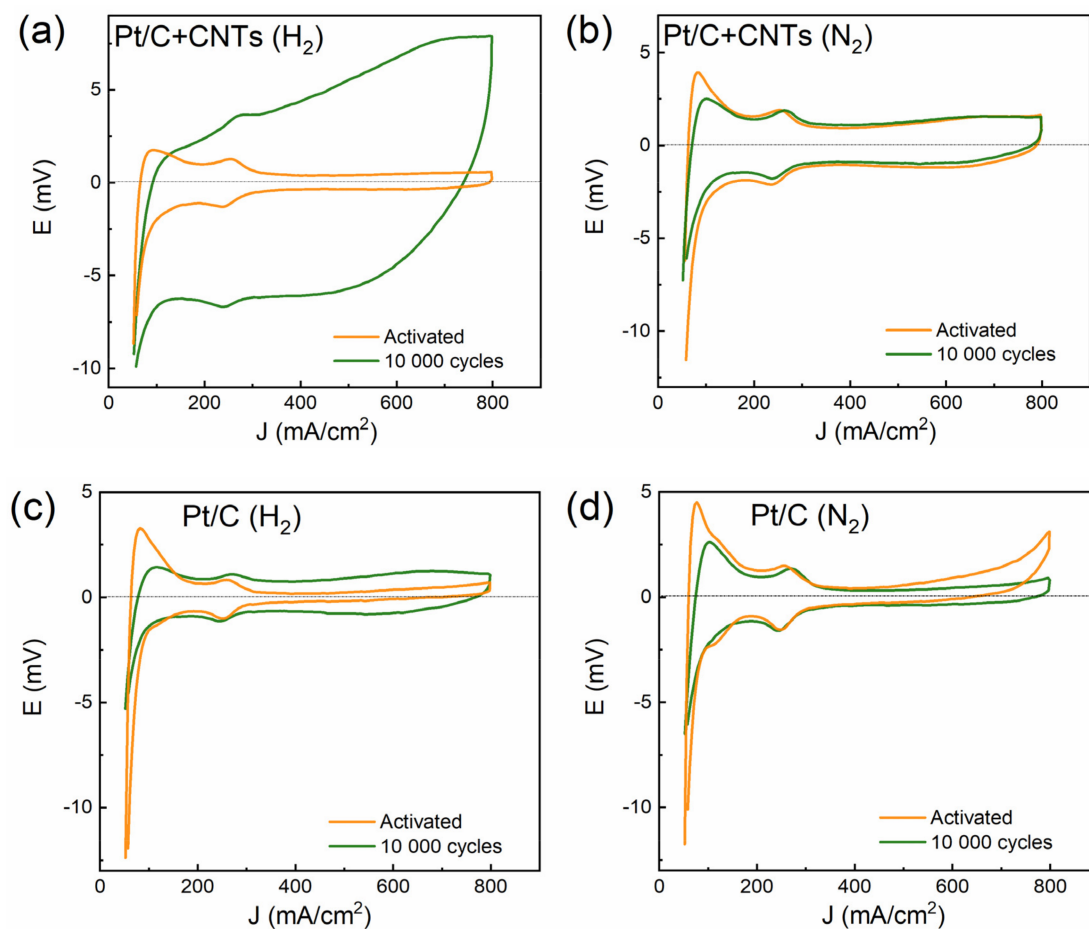 (a) Pt/C+CNTs (H₂)
5
0
-5
-10
E (mV)
Activated
10 000 cycles
0 200 400 600 800
J (mA/cm²)
(b) Pt/C+CNTs (N₂)
5
0
-5
-10
E (mV)
Activated
10 000 cycles
0 200 400 600 800
J (mA/cm²)
(c) Pt/C (H₂)
5
0
-5
-10
E (mV)
Activated
10 000 cycles
0 200 400 600 800
J (mA/cm²)
(d) Pt/C (N₂)
5
0
-5
-10
E (mV)
Activated
10 000 cycles
0 200 400 600 800
J (mA/cm²)